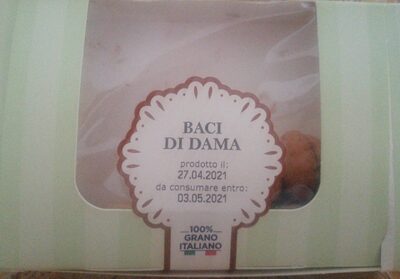 BACI
DI DAMA
prodotto il:
27.04.2021
da consumare entro:
03.05.2021
100%
GRANO
ITALIANO